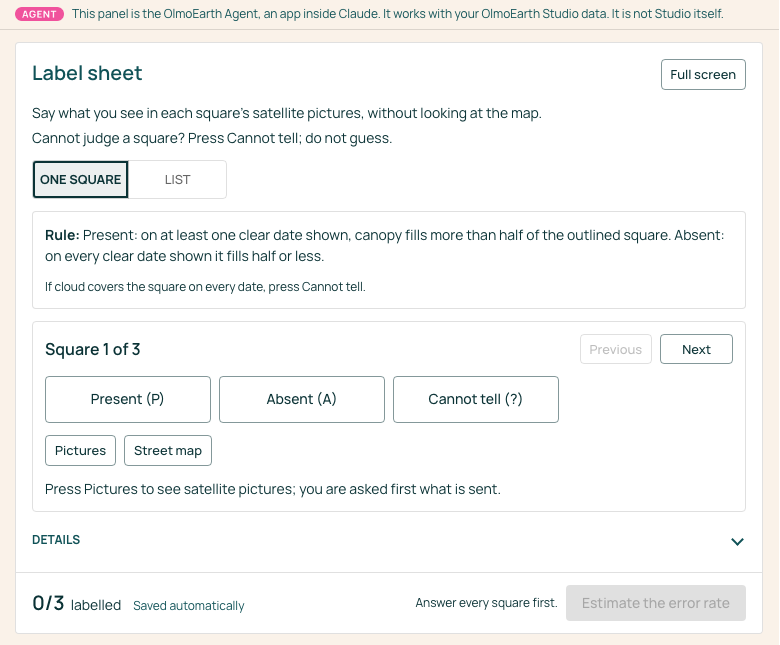 AGENT This panel is the OlmoEarth Agent, an app inside Claude. It works with your OlmoEarth Studio data. It is not Studio itself.
Label sheet
Full screen
Say what you see in each square's satellite pictures, without looking at the map.
Cannot judge a square? Press Cannot tell; do not guess.
ONE SQUARE LIST
Rule: Present: on at least one clear date shown, canopy fills more than half of the outlined square. Absent:
on every clear date shown it fills half or less.
If cloud covers the square on every date, press Cannot tell.
Square 1 of 3
Previous Next
Present (P) Absent (A) Cannot tell (?)
Pictures Street map
Press Pictures to see satellite pictures; you are asked first what is sent.
DETAILS
0/3 labelled Saved automatically Answer every square first. Estimate the error rate